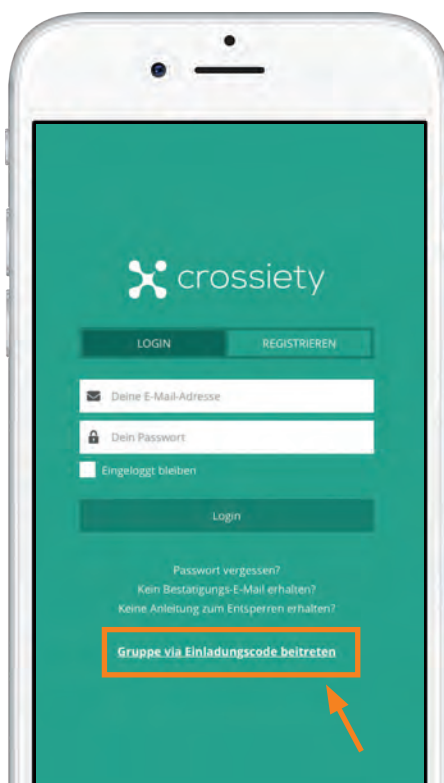 crossiety
LOGIN
REGISTRIEREN
Deine E-Mail-Adresse
Dein Passwort
Eingeloggt bleiben
Login
Passwort vergessen?
Kein Bestätigungs-E-Mail erhalten?
Keine Anleitung zum Entsperren erhalten?
Gruppe via Einladungscode beitreten